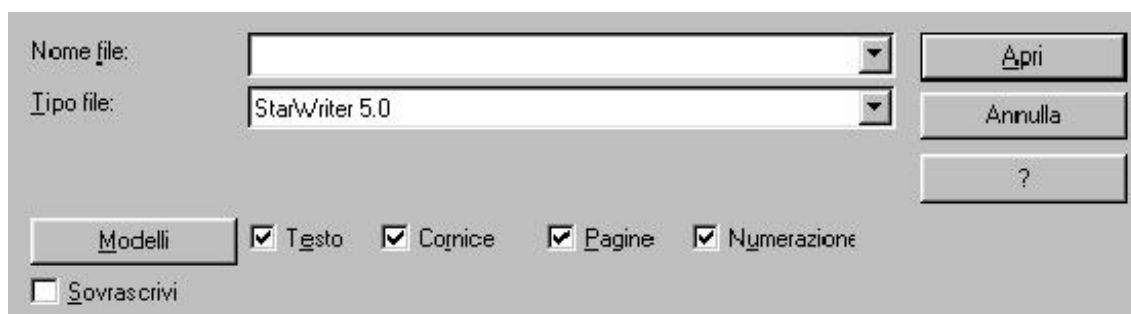 Nome file:
Apri
Tipo file:
StarWriter 5.0
Annulla
?
Modelli
Testo
Cornice
Pagine
Numerazione
Sovrascrivi